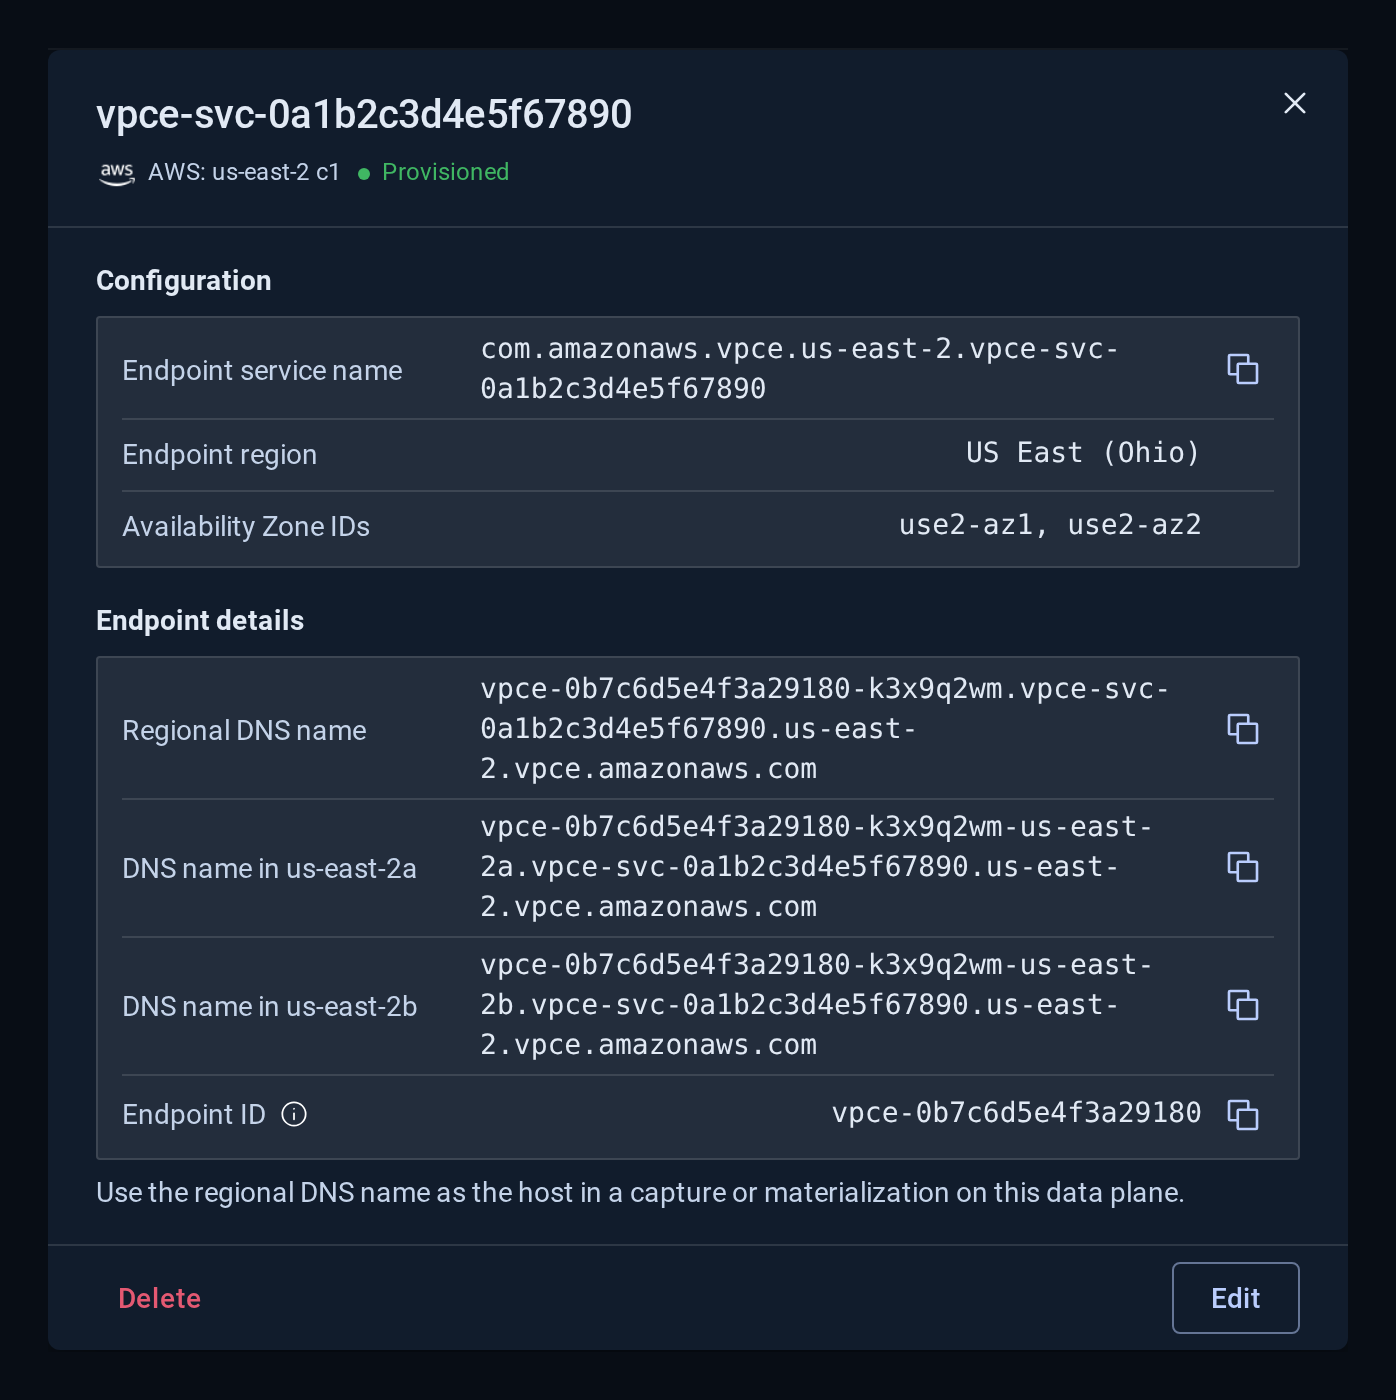 vpce-svc-0a1b2c3d4e5f67890
aws AWS: us-east-2 c1 Provisioned
Configuration
Endpoint service name
com.amazonaws.vpce.us-east-2.vpce-svc-
0a1b2c3d4e5f67890
Endpoint region
US East (Ohio)
Availability Zone IDs
use2-az1, use2-az2
Endpoint details
Regional DNS name
vpce-0b7c6d5e4f3a29180-k3x9q2wm.vpce-svc-
0a1b2c3d4e5f67890.us-east-
2.vpce.amazonaws.com
DNS name in us-east-2a
vpce-0b7c6d5e4f3a29180-k3x9q2wm-us-east-
2a.vpce-svc-0a1b2c3d4e5f67890.us-east-
2.vpce.amazonaws.com
DNS name in us-east-2b
vpce-0b7c6d5e4f3a29180-k3x9q2wm-us-east-
2b.vpce-svc-0a1b2c3d4e5f67890.us-east-
2.vpce.amazonaws.com
Endpoint ID
vpce-0b7c6d5e4f3a29180
Use the regional DNS name as the host in a capture or materialization on this data plane.
Delete
Edit